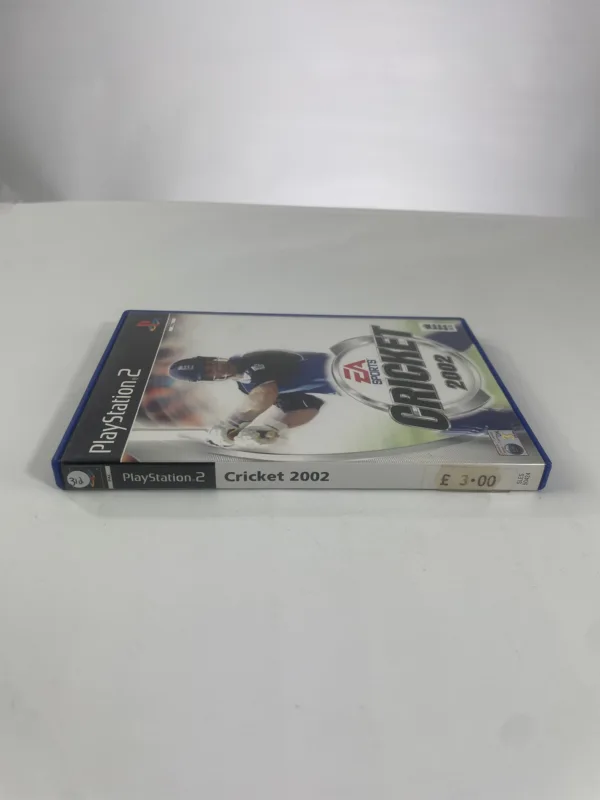 PlayStation.2
EA
SPORTS
CRICKET
2002
PlayStation.2
Cricket 2002
£ 3.00